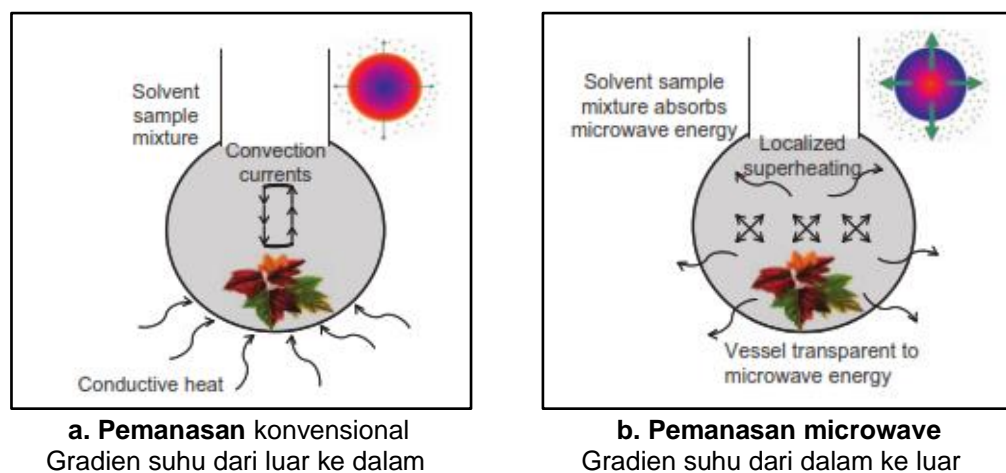 Solvent
sample
mixture
Convection
currents
Conductive heat
a. Pemanasan konvensional
Gradien suhu dari luar ke dalam
Solvent sample
mixture absorbs
microwave energy
Localized
superheating
Vessel transparent to
microwave energy
b. Pemanasan microwave
Gradien suhu dari dalam ke luar